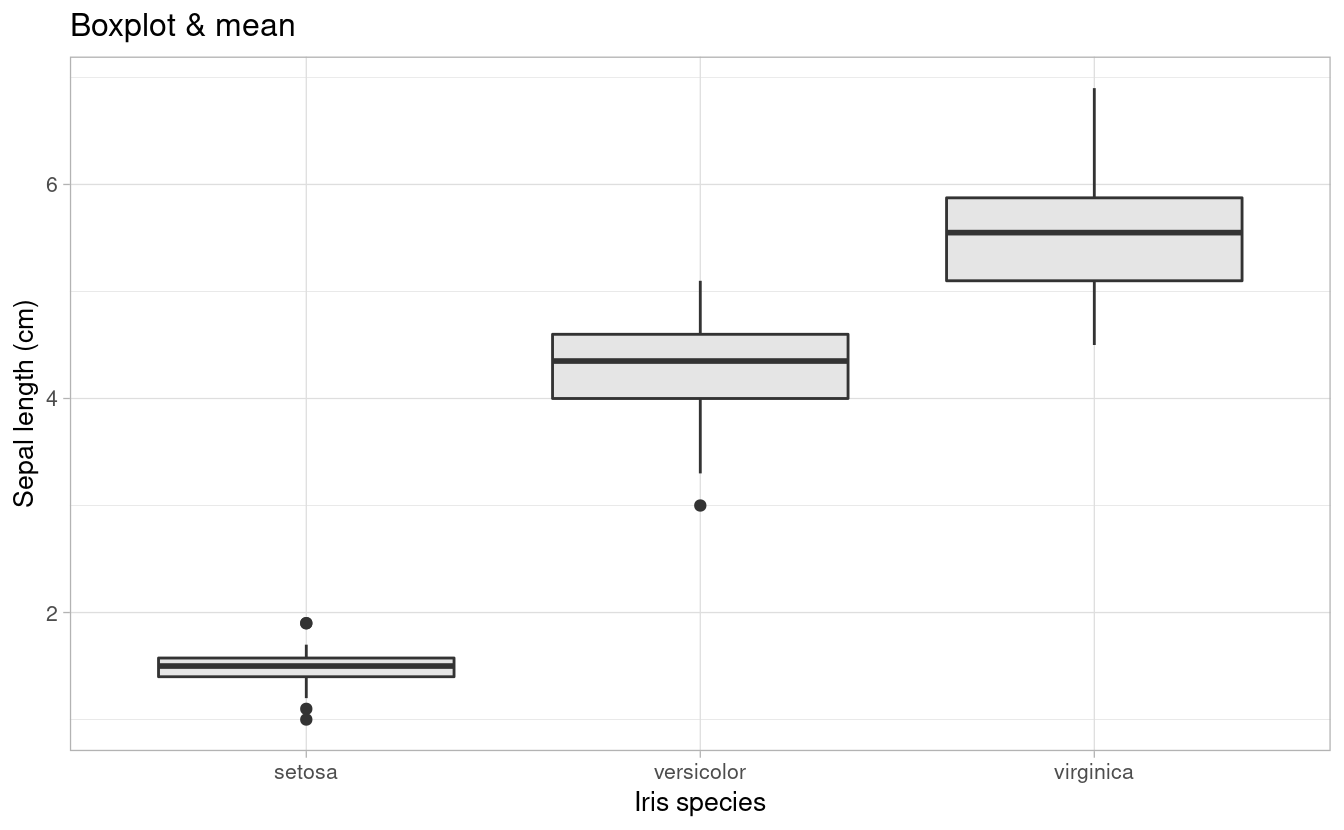 Boxplot & mean
Sepal length (cm)
6
4
2
setosa versicolor virginica
Iris species